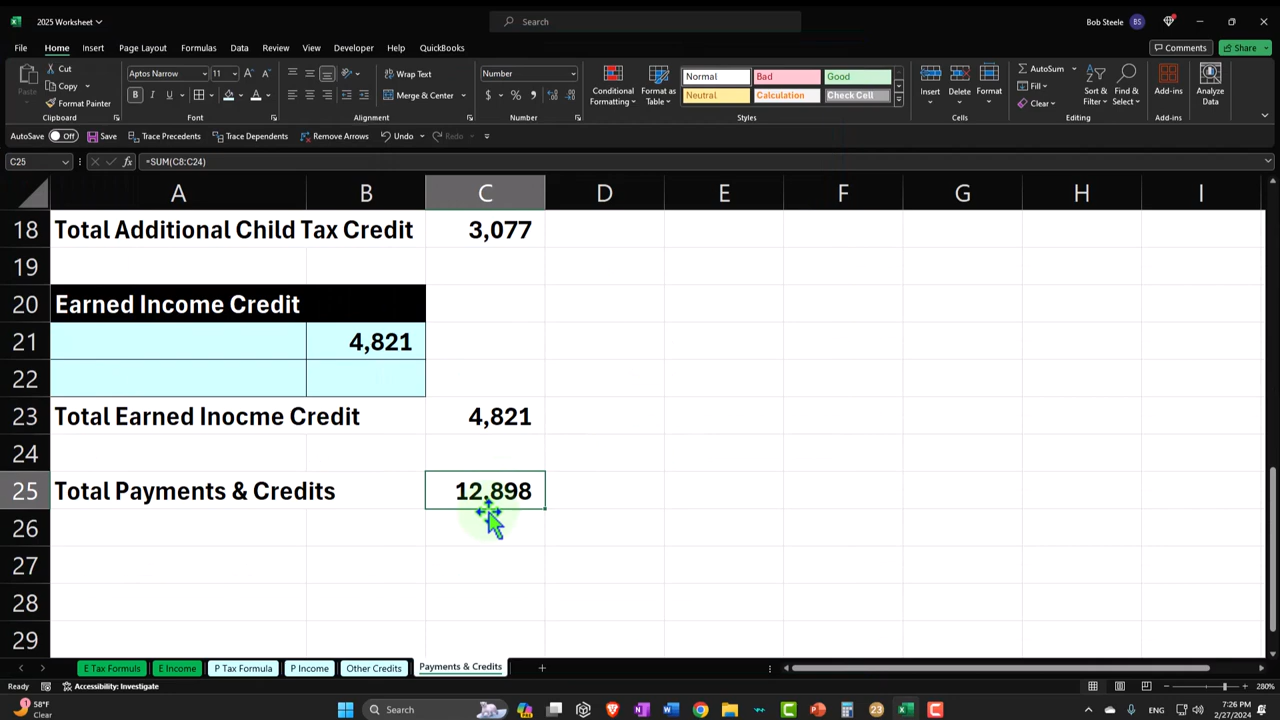 2025 Worksheet
Search
Bob Steele BS
File Home Insert Page Layout Formulas Data Review View Developer Help QuickBooks Comments Share
Paste Cut Copy Format Painter Clipboard
Aptos Narrow 11 Font
Wrap Text Merge & Center Alignment
Number Number
Conditional Formatting Format as Table
Normal Bad Good
Neutral Calculation Check Cell
Styles
Insert Delete Format Cells
AutoSum Fill Clear Sort & Filter Find & Select Editing
Add-ins Add-ins
Analyze Data
AutoSave Off Save Trace Precedents Trace Dependents Remove Arrows Undo Redo
C25 fx =SUM(C8:C24)
A B C D E F G H I
18 Total Additional Child Tax Credit 3,077
19
20 Earned Income Credit
21 4,821
22
23 Total Earned Inocme Credit 4,821
24
25 Total Payments & Credits 12,898
26
27
28
29
E Tax Formuls E Income P Tax Formula P Income Other Credits Payments & Credits
Ready Accessibility: Investigate 280%
58°F
Clear
Search
ENG
7:26 PM
2/27/2024